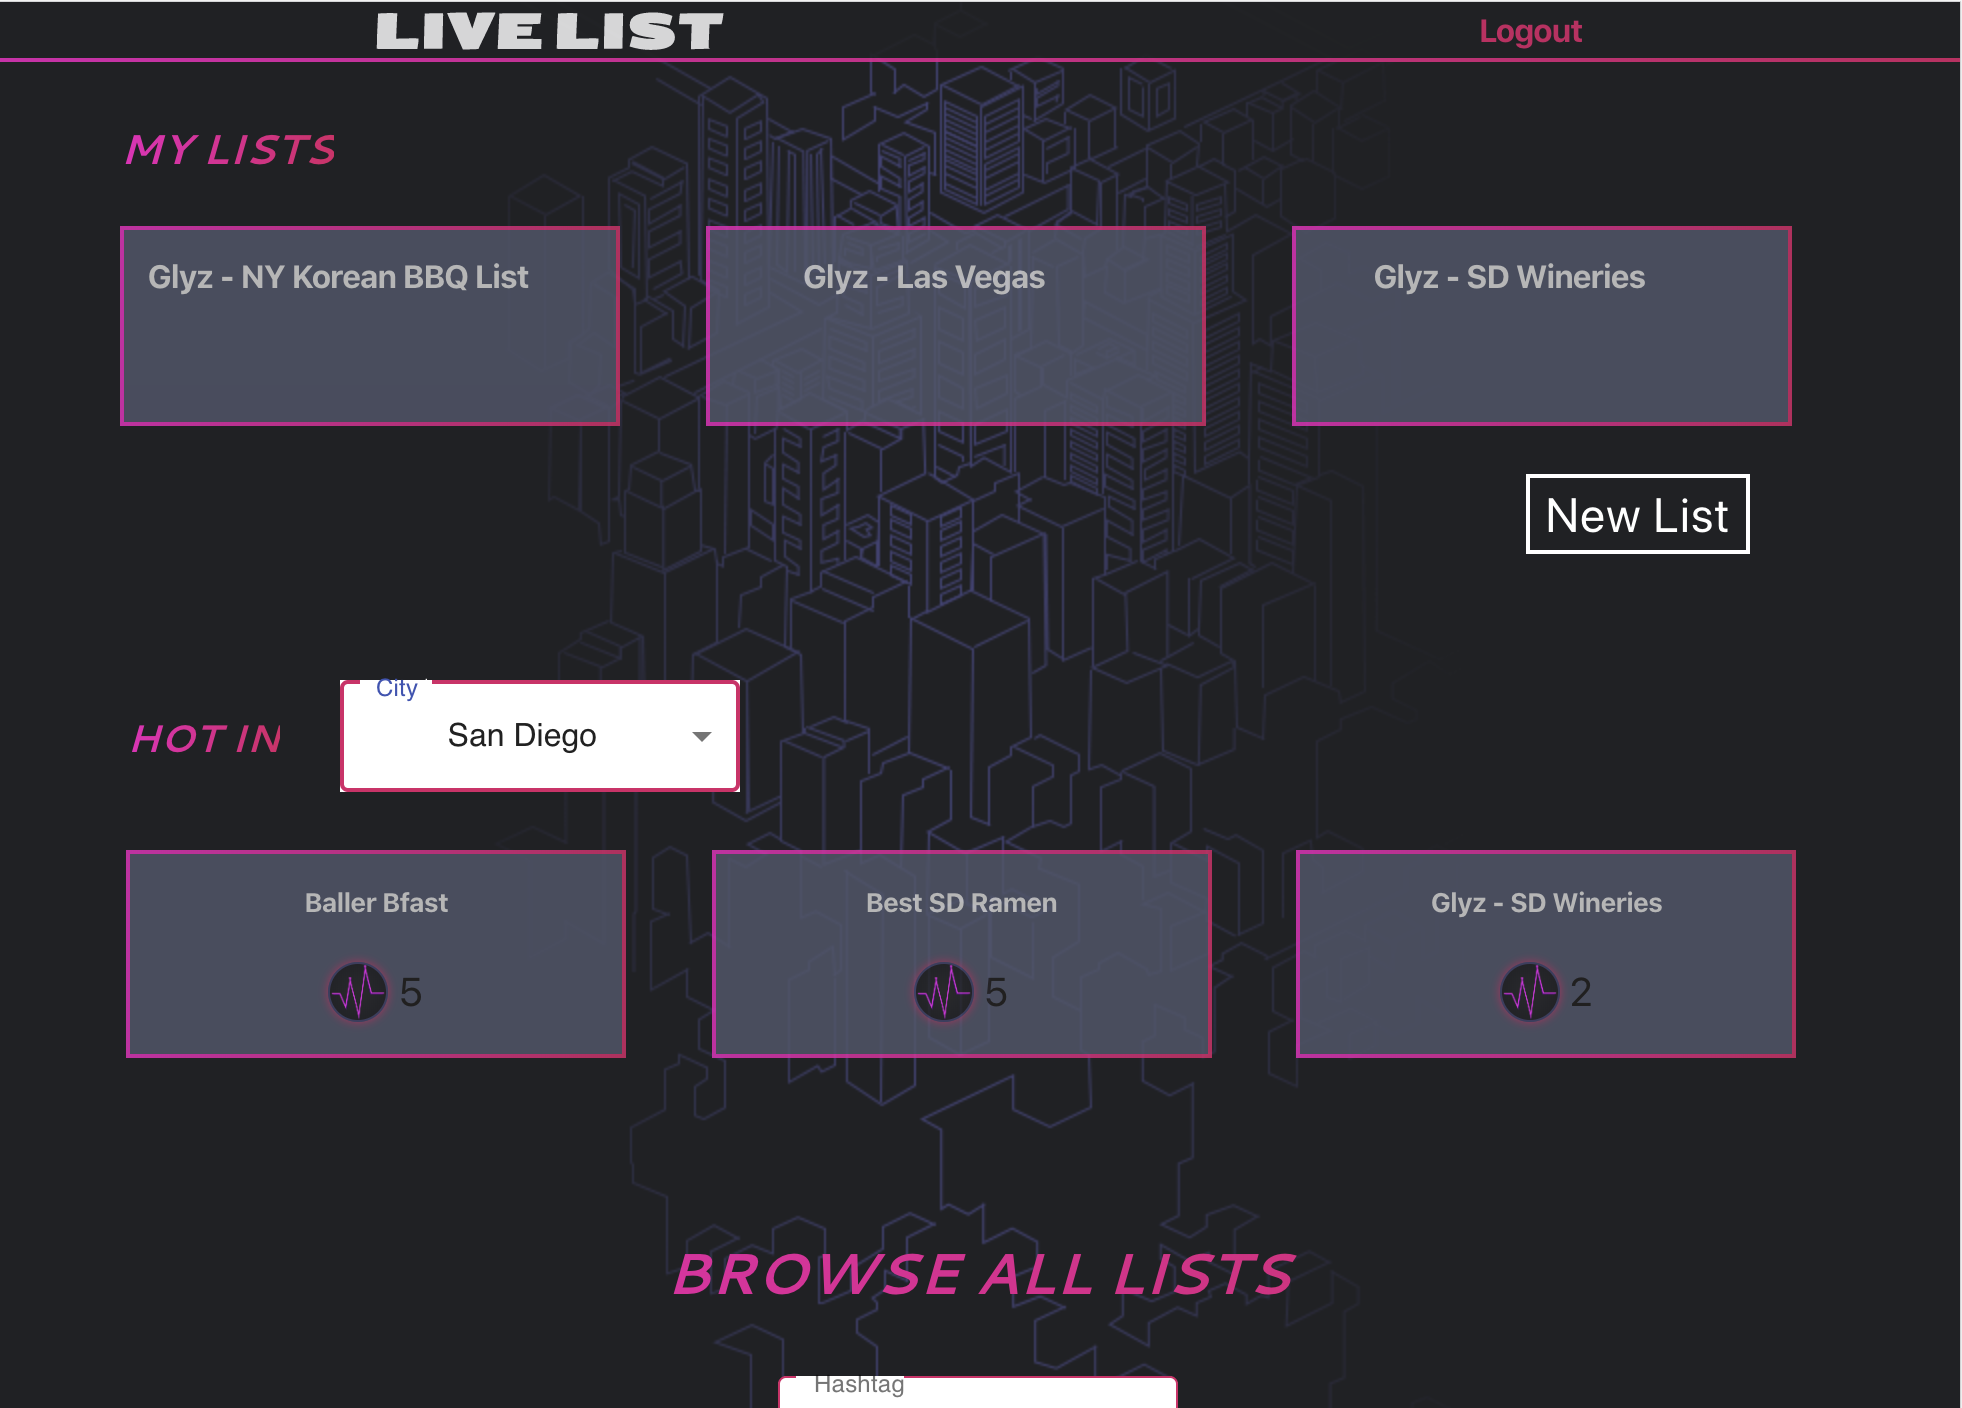 LIVE LIST
Logout
MY LISTS
Glyz - NY Korean BBQ List
Glyz - Las Vegas
Glyz - SD Wineries
New List
City
HOT IN
San Diego
Baller Bfast
Best SD Ramen
Glyz - SD Wineries
5
5
2
BROWSE ALL LISTS
Hashtag